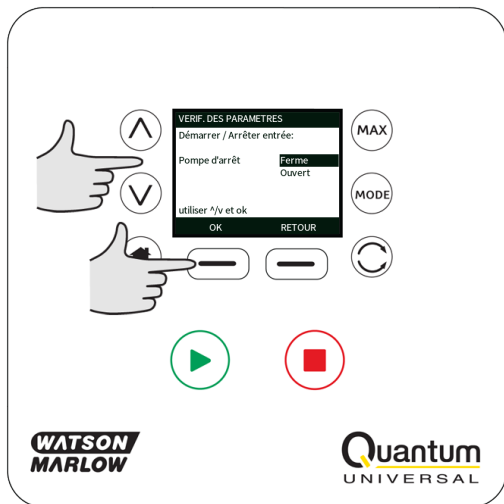 VERIF. DES PARAMETRES
Démarrer / Arrêter entrée:
Pompe d'arrêt Ferme
Ouvert
utiliser ^/v et ok
OK RETOUR
MAX
MODE
WATSON
MARLOW
Quantum
UNIVERSAL